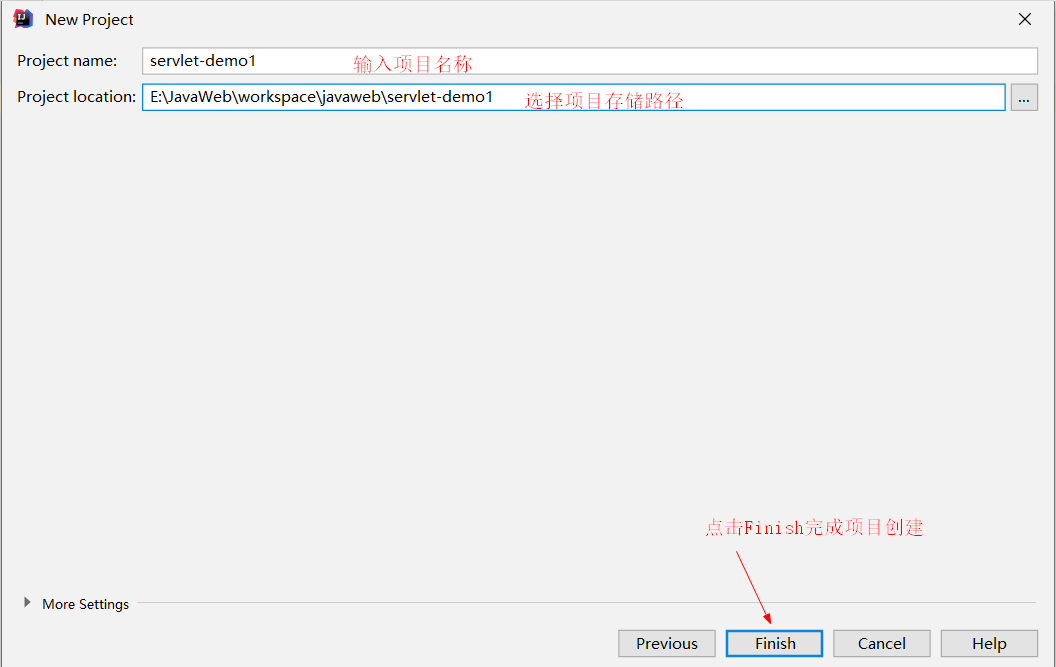 New Project
Project name: servlet-demo1 输入项目名称
Project location: E:\JavaWeb\workspace\javaweb\servlet-demo1 选择项目存储路径 ...
点击Finish完成项目创建
More Settings
Previous Finish Cancel Help